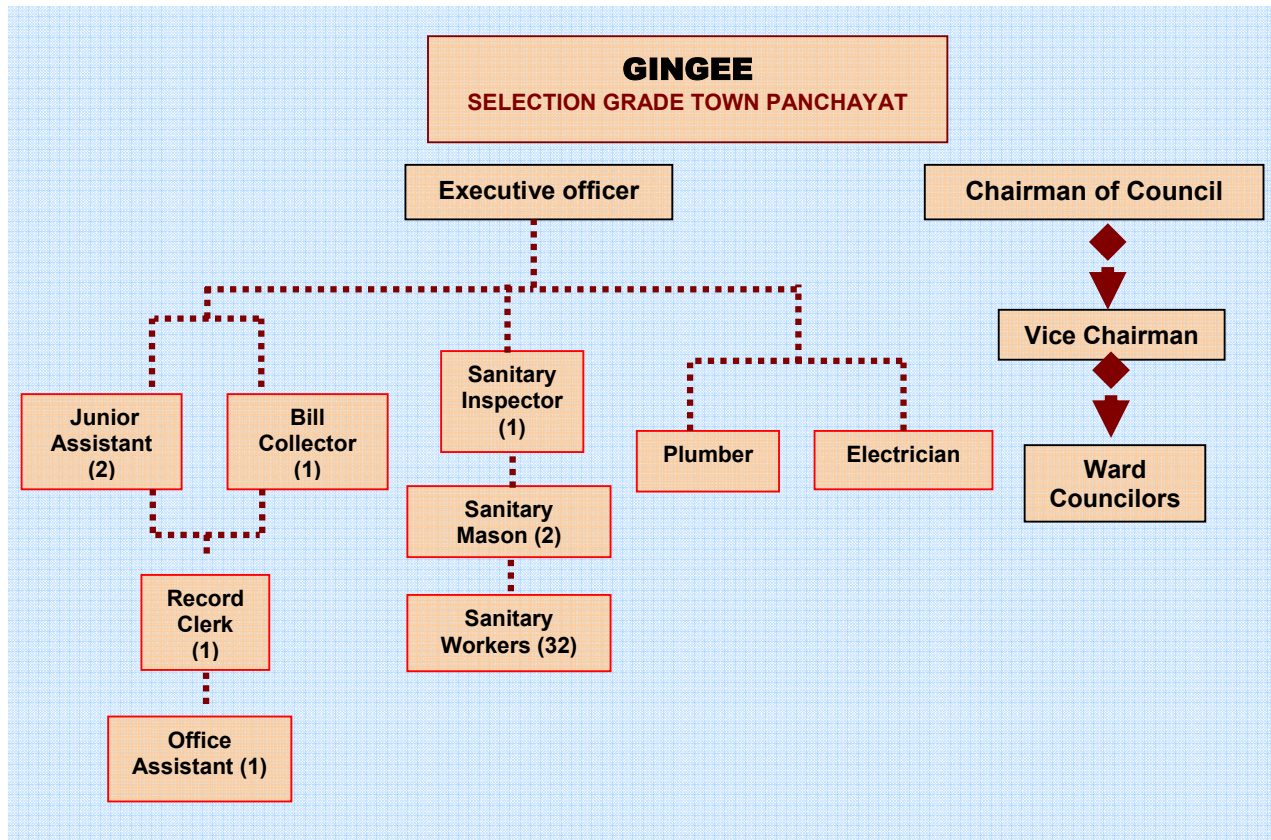 GINGEE
SELECTION GRADE TOWN PANCHAYAT
Executive officer
Chairman of Council
Vice Chairman
Ward
Councilors
Junior
Assistant
(2)
Bill
Collector
(1)
Sanitary
Inspector
(1)
Plumber
Electrician
Sanitary
Mason (2)
Record
Clerk
(1)
Sanitary
Workers (32)
Office
Assistant (1)